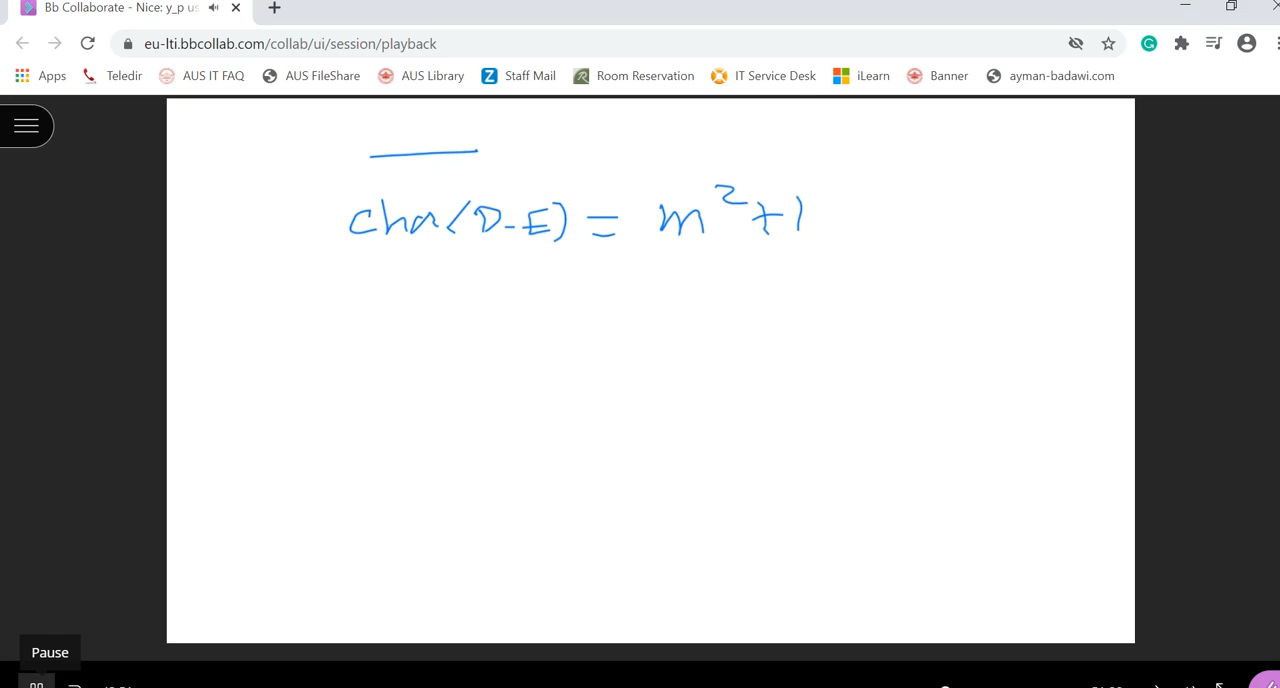 Bb Collaborate - Nice: y_p us
eu-lti.bbcollab.com/collab/ui/session/playback
Apps Teledir AUS IT FAQ AUS FileShare AUS Library Staff Mail Room Reservation IT Service Desk iLearn Banner ayman-badawi.com
char(D-E) = m²+1
Pause